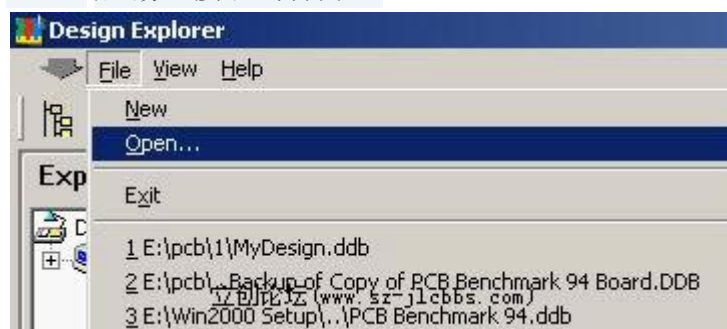 Design Explorer
File View Help
New
Open...
Exp
Exit
D
1 E:\pcb\1\MyDesign.ddb
2 E:\pcb\..Backup of Copy of PCB Benchmark 94 Board.DDB
立创论坛(www.sz-jlcbbs.com)
3 E:\Win2000 Setup\..\PCB Benchmark 94.ddb